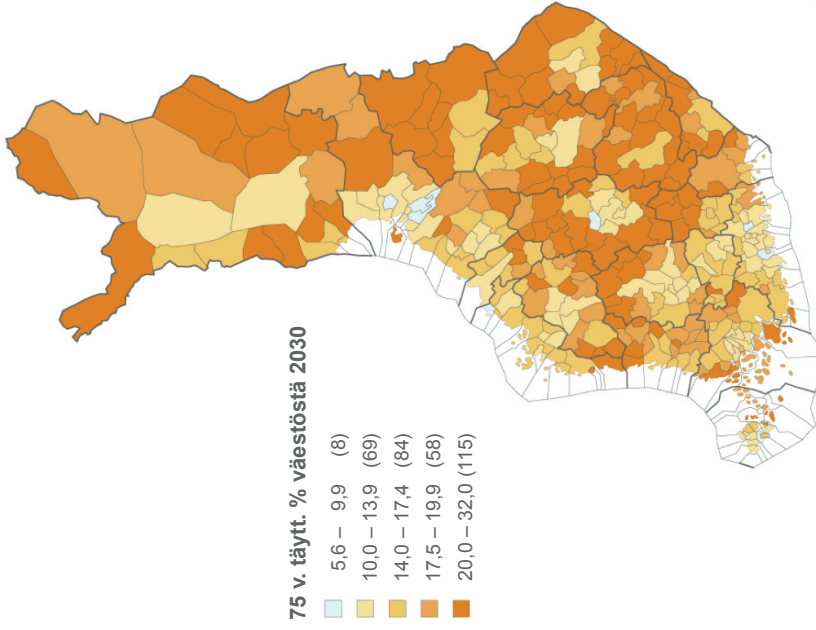 75 v. täytt. % väestöstä 2030
5,6 – 9,9 (8)
10,0 – 13,9 (69)
14,0 – 17,4 (84)
17,5 – 19,9 (58)
20,0 – 32,0 (115)